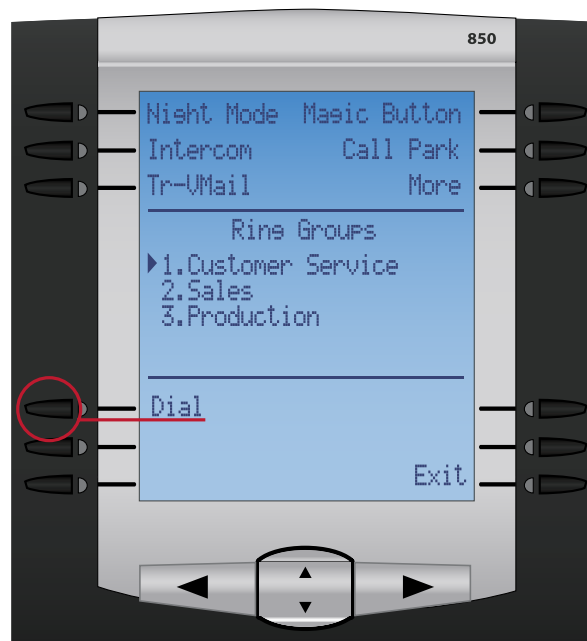 850
Night Mode Magic Button
Intercom Call Park
Tr-VMail More
Ring Groups
1.Customer Service
2.Sales
3.Production
Dial
Exit